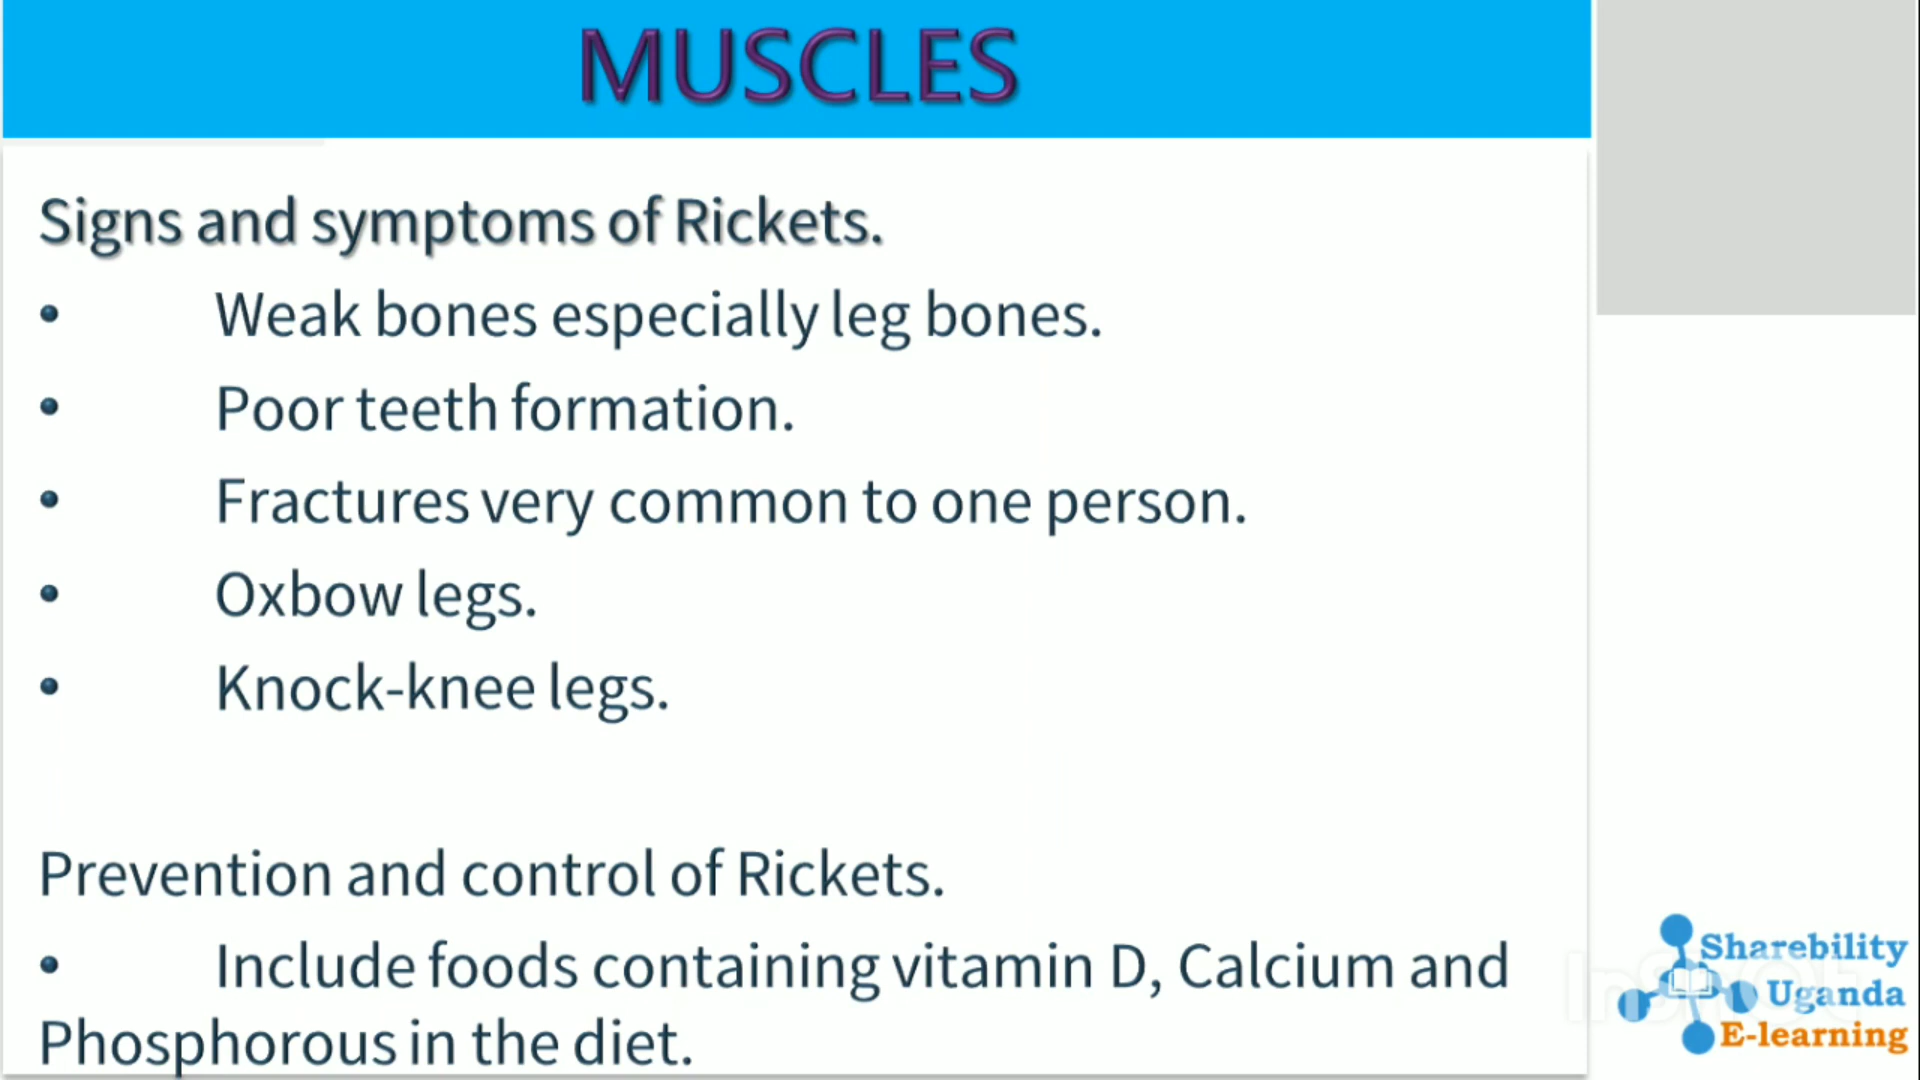 MUSCLES
Signs and symptoms of Rickets.
• Weak bones especially leg bones.
• Poor teeth formation.
• Fractures very common to one person.
• Oxbow legs.
• Knock-knee legs.
Prevention and control of Rickets.
• Include foods containing vitamin D, Calcium and
Phosphorous in the diet.
Sharebility
Uganda
E-learning
InShOt